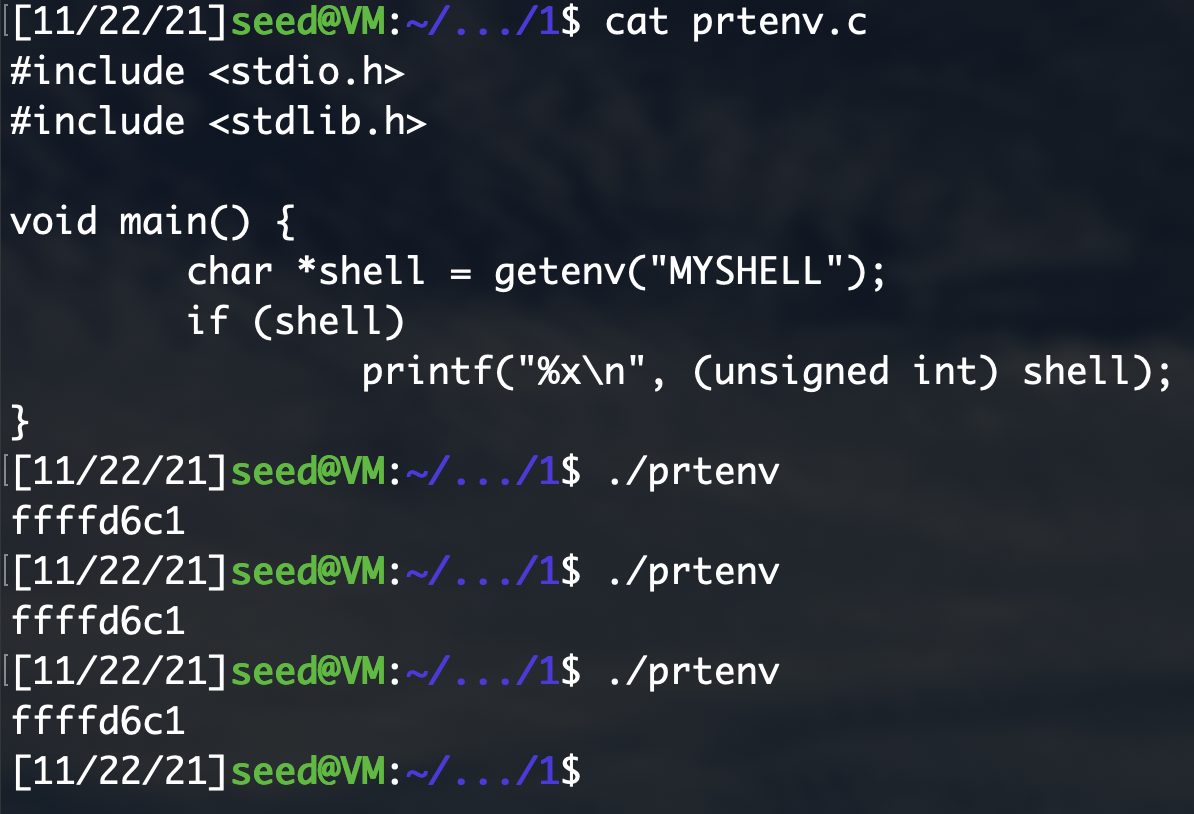 [11/22/21]seed@VM:~/.../1$ cat prtenv.c
#include <stdio.h>
#include <stdlib.h>

void main() {
        char *shell = getenv("MYSHELL");
        if (shell)
                printf("%x\n", (unsigned int) shell);
}
[11/22/21]seed@VM:~/.../1$ ./prtenv
ffffd6c1
[11/22/21]seed@VM:~/.../1$ ./prtenv
ffffd6c1
[11/22/21]seed@VM:~/.../1$ ./prtenv
ffffd6c1
[11/22/21]seed@VM:~/.../1$